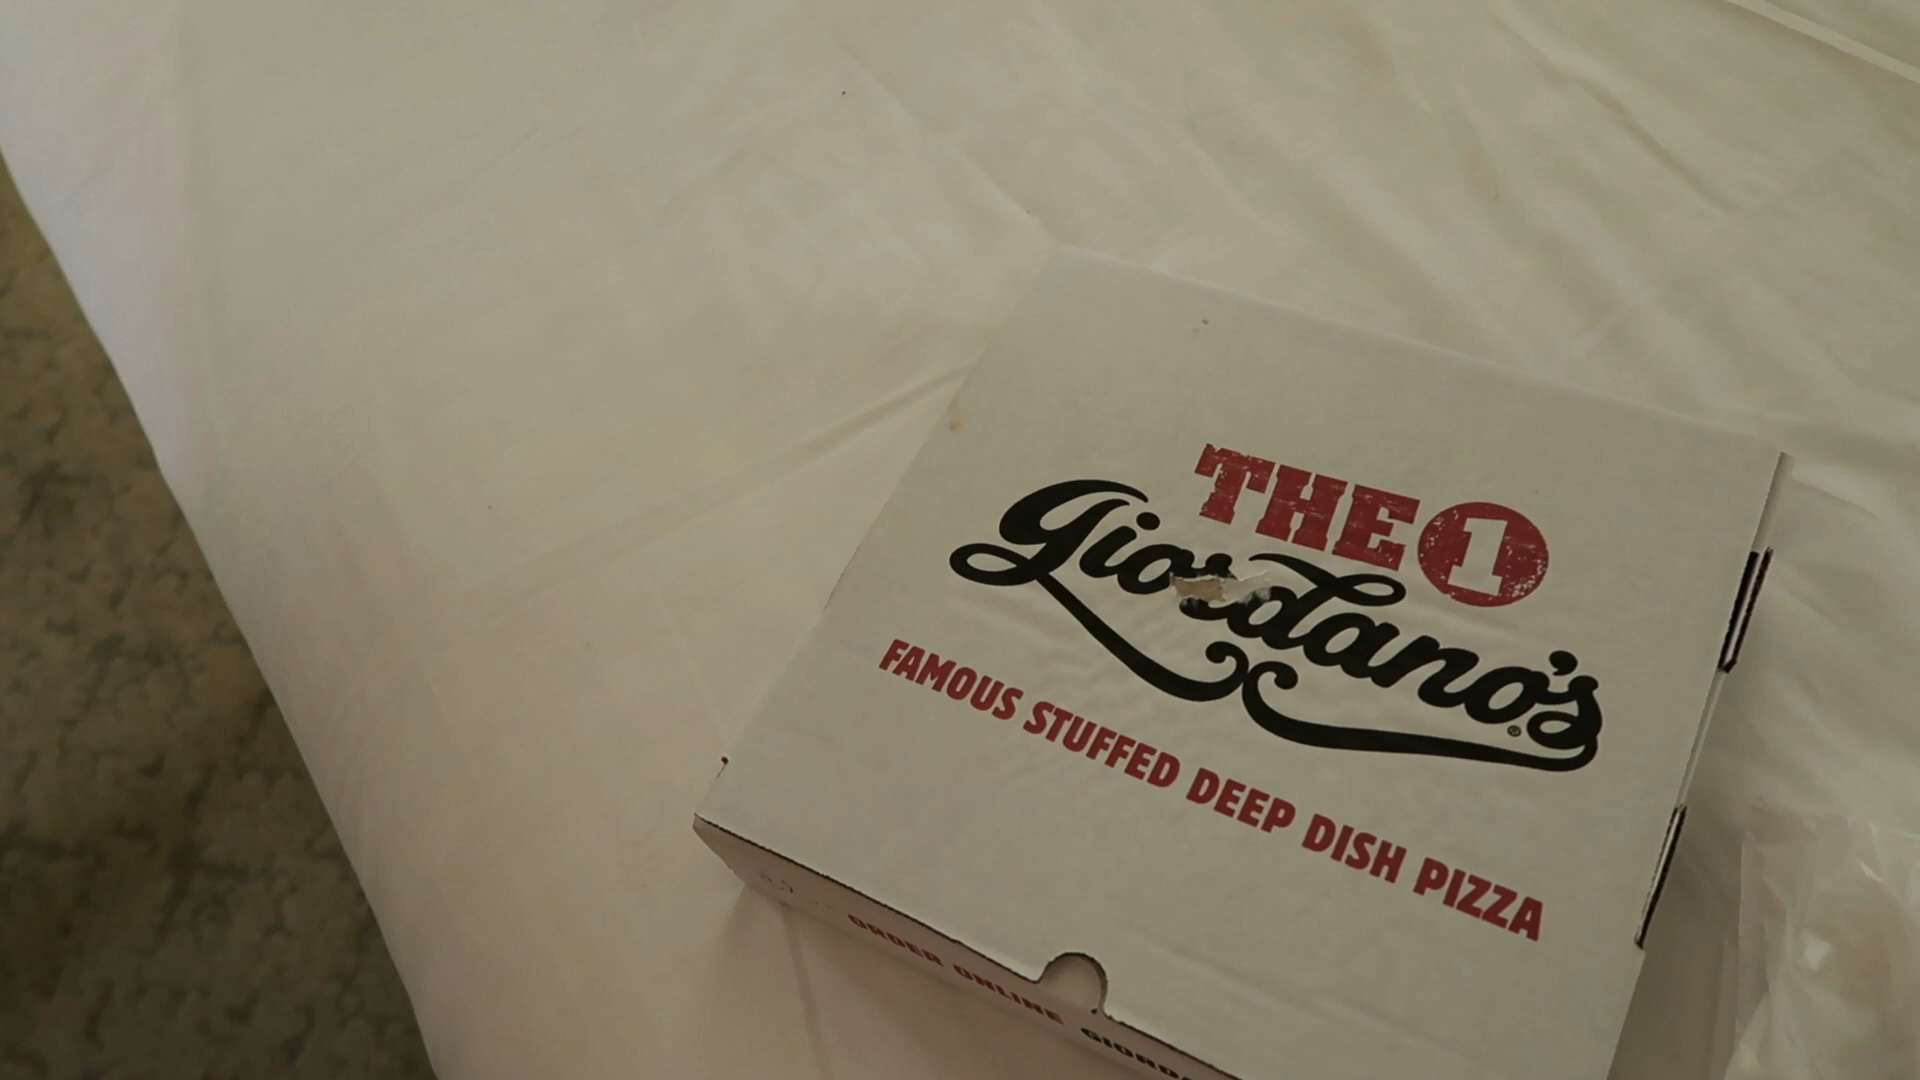 THE 1
Giordano's®
FAMOUS STUFFED DEEP DISH PIZZA
ORDER ONLINE